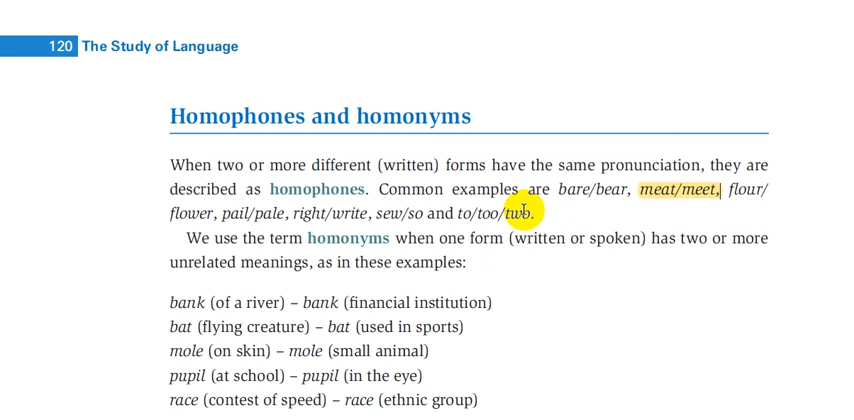 120 The Study of Language
Homophones and homonyms
When two or more different (written) forms have the same pronunciation, they are
described as homophones. Common examples are bare/bear, meat/meet, flour/
flower, pail/pale, right/write, sew/so and to/too/two.
We use the term homonyms when one form (written or spoken) has two or more
unrelated meanings, as in these examples:
bank (of a river) – bank (financial institution)
bat (flying creature) – bat (used in sports)
mole (on skin) – mole (small animal)
pupil (at school) – pupil (in the eye)
race (contest of speed) – race (ethnic group)